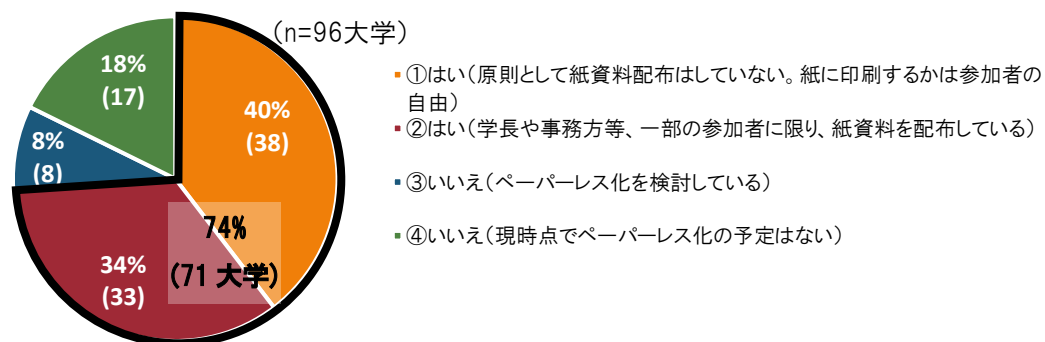 (n=96大学)
18%
(17)
40%
(38)
8%
(8)
74%
(71 大学)
34%
(33)
①はい(原則として紙資料配布はしていない。紙に印刷するかは参加者の
自由)
②はい(学長や事務方等、一部の参加者に限り、紙資料を配布している)
③いいえ(ペーパーレス化を検討している)
④いいえ(現時点でペーパーレス化の予定はない)